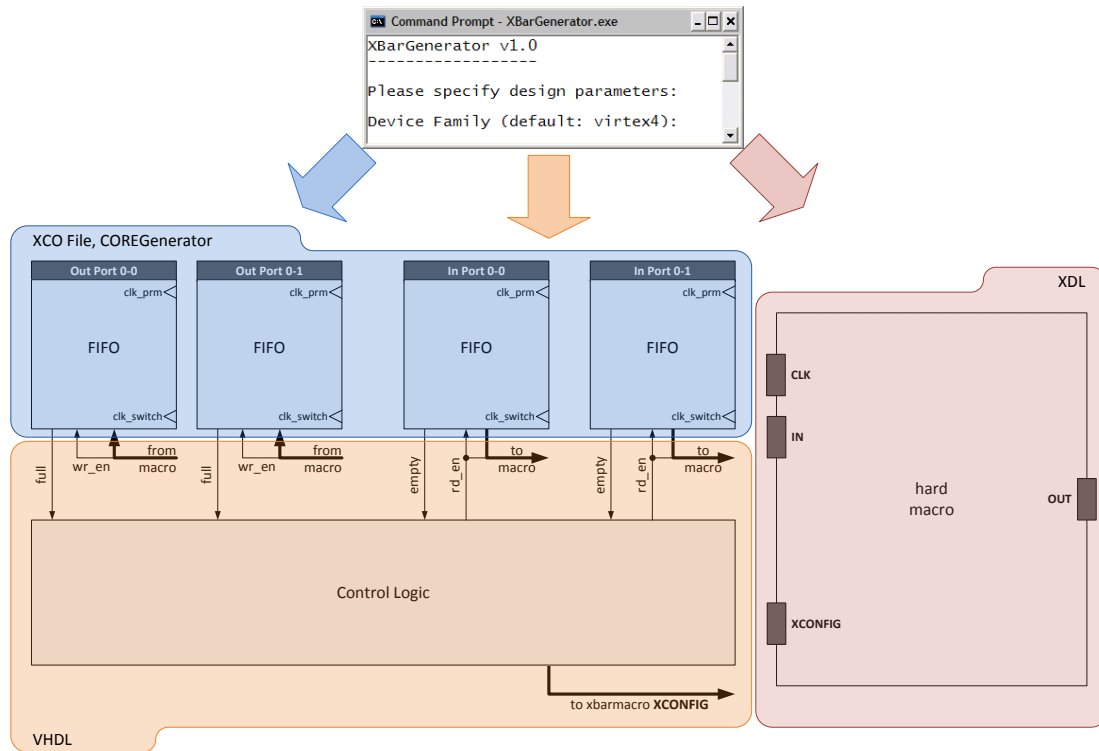 Command Prompt - XBarGenerator.exe
XBarGenerator v1.0
------------------
Please specify design parameters:
Device Family (default: virtex4):
XCO File, COREGenerator
Out Port 0-0
clk_prm
FIFO
clk_switch
Out Port 0-1
clk_prm
FIFO
clk_switch
In Port 0-0
clk_prm
FIFO
clk_switch
In Port 0-1
clk_prm
FIFO
clk_switch
full
wr_en
from
macro
full
wr_en
from
macro
empty
rd_en
to
macro
empty
rd_en
to
macro
Control Logic
to xbarmacro XCONFIG
VHDL
XDL
CLK
IN
hard
macro
OUT
XCONFIG